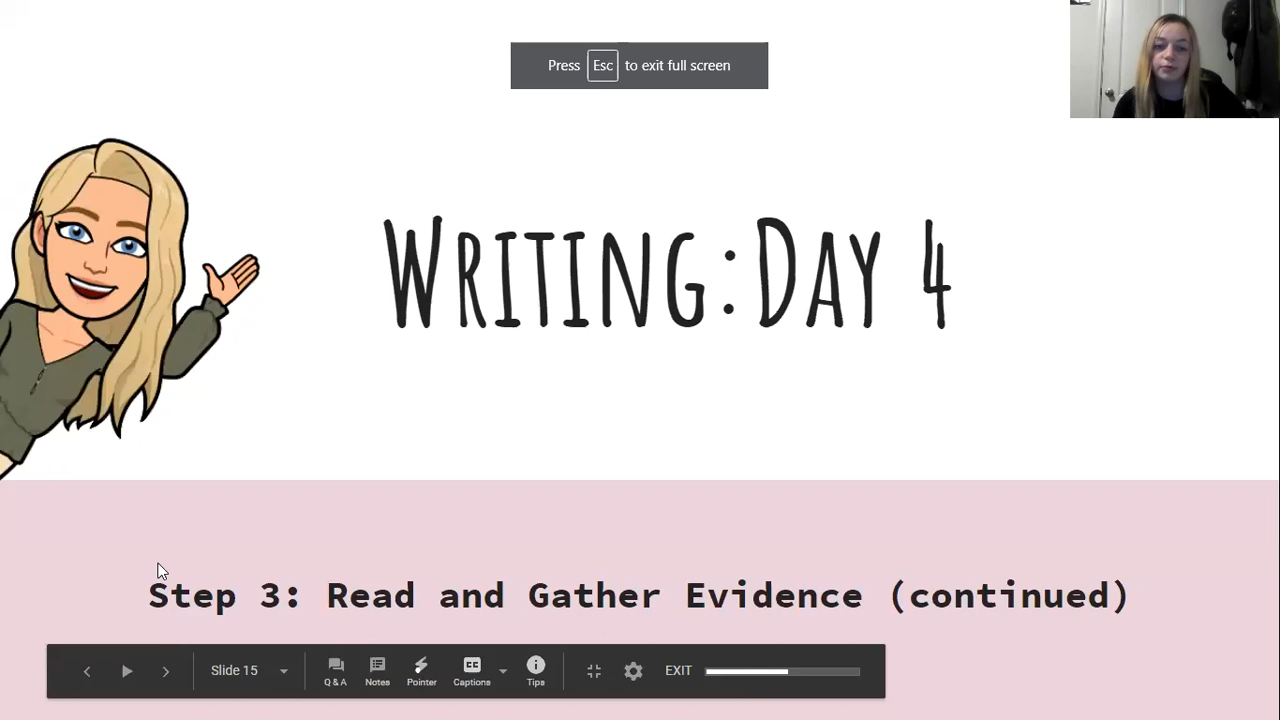 Press Esc to exit full screen
Writing: Day 4
Step 3: Read and Gather Evidence (continued)
Slide 15
Q & A
Notes
Pointer
Captions
Tips
EXIT